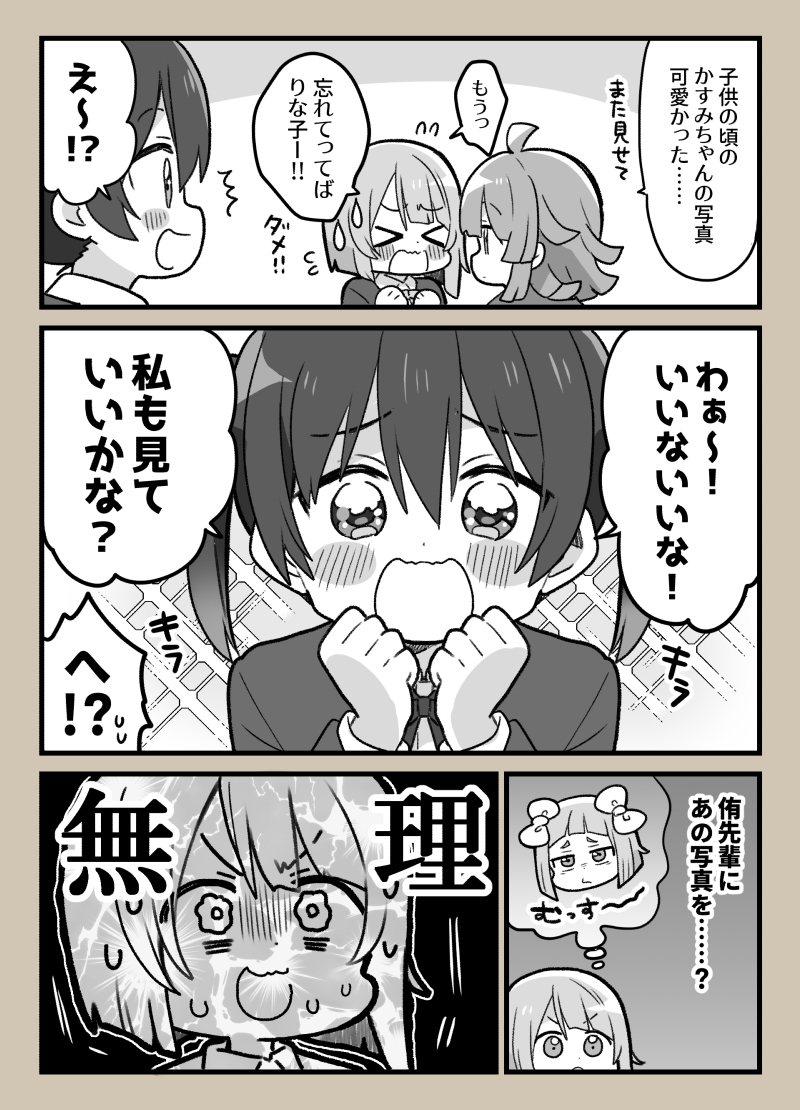 子供の頃の
かすみちゃんの写真
可愛かった……
また見せて
もうっ
忘れてってば
りな子ー!!
ダメ!!
え〜!?
わぁ〜!
いいないいな!
私も見て
いいかな?
キラ
キラ
へ!?
侑先輩に
あの写真を……?
むっす〜
無理